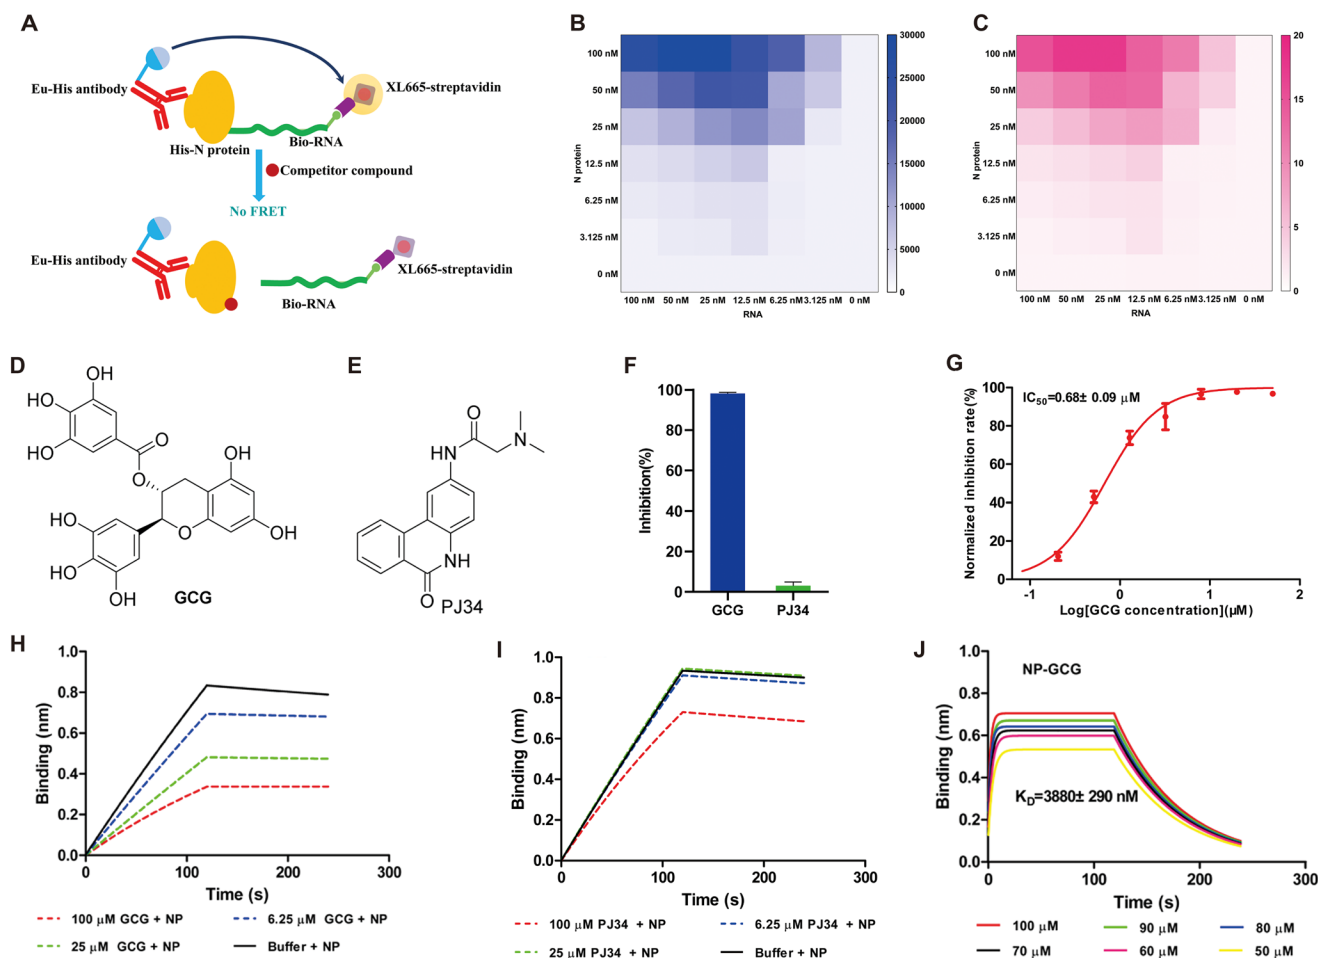 A
Eu-His antibody
XL665-streptavidin
His-N protein
Bio-RNA
Competitor compound
No FRET
Eu-His antibody
XL665-streptavidin
Bio-RNA
B
N protein
100 nM
50 nM
25 nM
12.5 nM
6.25 nM
3.125 nM
0 nM
100 nM 50 nM 25 nM 12.5 nM 6.25 nM 3.125 nM 0 nM
RNA
30000
25000
20000
15000
10000
5000
0
C
N protein
100 nM
50 nM
25 nM
12.5 nM
6.25 nM
3.125 nM
0 nM
100 nM 50 nM 25 nM 12.5 nM 6.25 nM 3.125 nM 0 nM
RNA
20
15
10
5
0
D
OH
HO
HO
O
O
OH
HO
O
OH
HO
OH
GCG
E
O
N
HN
NH
O
PJ34
F
Inhibition(%)
100
80
60
40
20
0
GCG PJ34
G
Normalized inhibition rate(%)
100
80
60
40
20
0
IC50=0.68± 0.09 μM
-1 0 1 2
Log[GCG concentration](μM)
H
Binding (nm)
1.0
0.8
0.6
0.4
0.2
0.0
0 100 200 300
Time (s)
100 μM GCG + NP
6.25 μM GCG + NP
25 μM GCG + NP
Buffer + NP
I
Binding (nm)
1.0
0.8
0.6
0.4
0.2
0.0
0 100 200 300
Time (s)
100 μM PJ34 + NP
6.25 μM PJ34 + NP
25 μM PJ34 + NP
Buffer + NP
J
NP-GCG
Binding (nm)
1.0
0.8
0.6
0.4
0.2
0.0
KD=3880± 290 nM
0 100 200 300
Time (s)
100 μM 90 μM 80 μM
70 μM 60 μM 50 μM